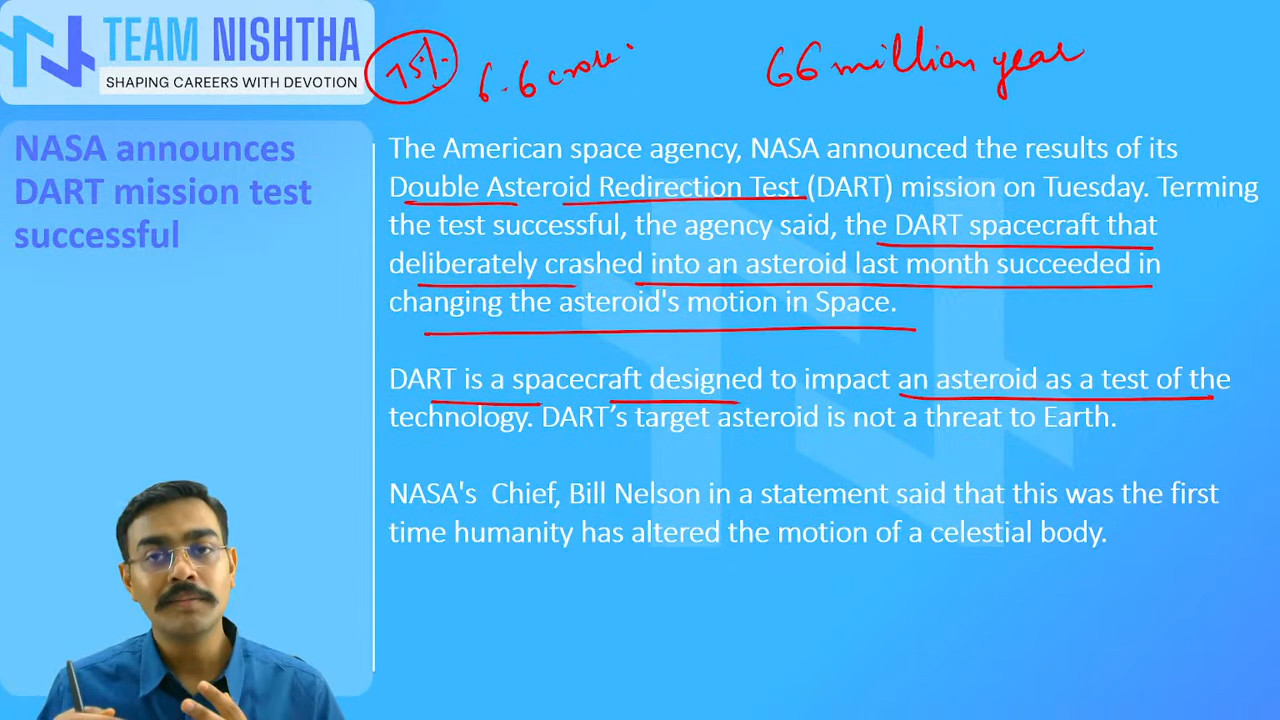 TEAM NISHTHA
SHAPING CAREERS WITH DEVOTION
75%
6.6 crore
66 million year
NASA announces
DART mission test
successful
The American space agency, NASA announced the results of its
Double Asteroid Redirection Test (DART) mission on Tuesday. Terming
the test successful, the agency said, the DART spacecraft that
deliberately crashed into an asteroid last month succeeded in
changing the asteroid's motion in Space.
DART is a spacecraft designed to impact an asteroid as a test of the
technology. DART’s target asteroid is not a threat to Earth.
NASA's Chief, Bill Nelson in a statement said that this was the first
time humanity has altered the motion of a celestial body.